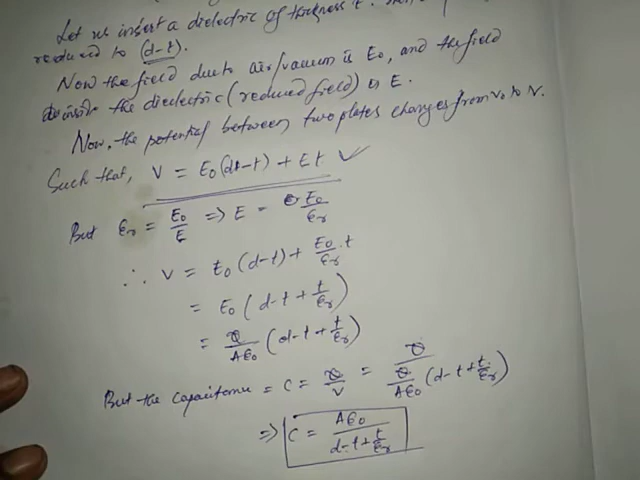 Let us insert a dielectric of thickness t. then
reduced to (d-t).
Now the field due to air/vacuum is E₀, and the field
inside the dielectric (reduced field) is E.
Now, the potential between two plates changes from V₀ to V.
Such that, V = E₀(d-t) + Et ✓
But εr = E₀/E ⇒ E = E₀/εr
∴ V = E₀(d-t) + E₀/εr . t
= E₀(d-t + t/εr)
= Q/Aε₀ (d-t + t/εr)
But the capacitance = C = Q/V = Q/(Q/Aε₀ (d-t + t/εr))
⇒ C = Aε₀/(d-t + t/εr)